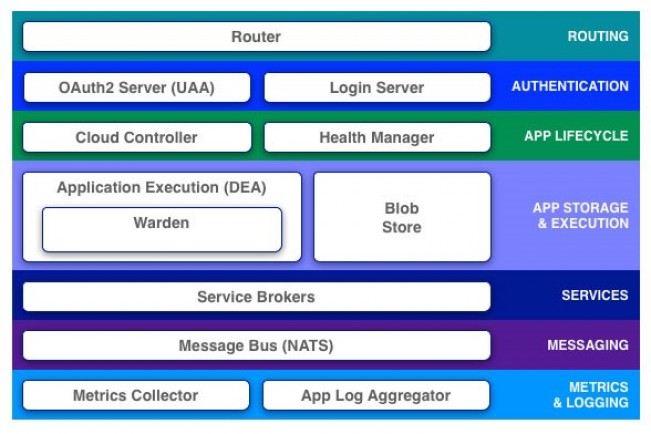 Router
ROUTING
OAuth2 Server (UAA)
Login Server
AUTHENTICATION
Cloud Controller
Health Manager
APP LIFECYCLE
Application Execution (DEA)
Warden
Blob
Store
APP STORAGE
& EXECUTION
Service Brokers
SERVICES
Message Bus (NATS)
MESSAGING
Metrics Collector
App Log Aggregator
METRICS
& LOGGING